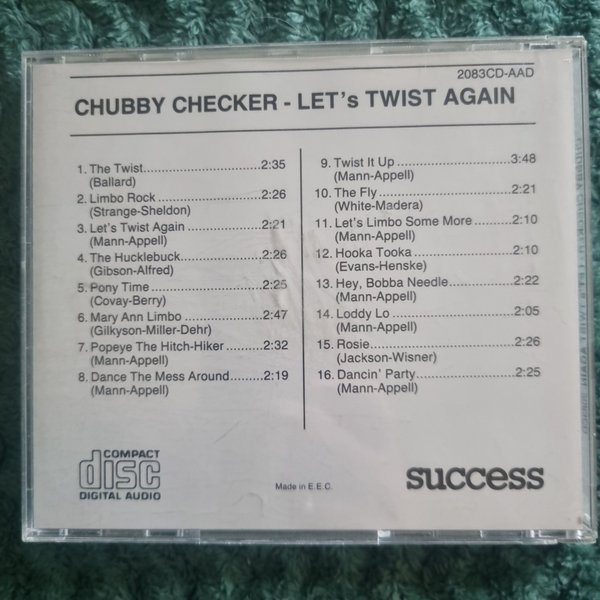 2083CD-AAD
CHUBBY CHECKER - LET's TWIST AGAIN
1. The Twist.....................2:35
(Ballard)
2. Limbo Rock ..................2:26
(Strange-Sheldon)
3. Let's Twist Again ............2:21
(Mann-Appell)
4. The Hucklebuck..............2:26
(Gibson-Alfred)
5. Pony Time ...................2:25
(Covay-Berry)
6. Mary Ann Limbo ............2:47
(Gilkyson-Miller-Dehr)
7. Popeye The Hitch-Hiker ..........2:32
(Mann-Appell)
8. Dance The Mess Around.........2:19
(Mann-Appell)
9. Twist It Up .....................3:48
(Mann-Appell)
10. The Fly........................2:21
(White-Madera)
11. Let's Limbo Some More .........2:10
(Mann-Appell)
12. Hooka Tooka ..................2:10
(Evans-Henske)
13. Hey, Bobba Needle.............2:22
(Mann-Appell)
14. Loddy Lo ......................2:05
(Mann-Appell)
15. Rosie..........................2:26
(Jackson-Wisner)
16. Dancin' Party..................2:25
(Mann-Appell)
COMPACT
disc
DIGITAL AUDIO
Made in E.E.C.
success